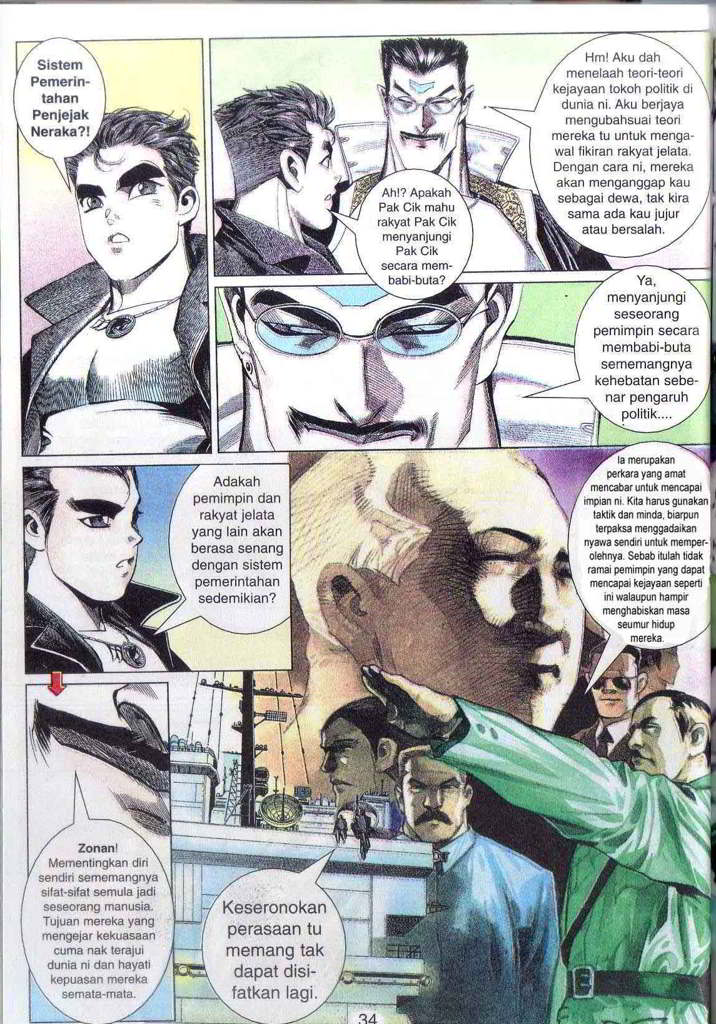 Sistem
Pemerin-
tahan
Penjejak
Neraka?!
Hm! Aku dah
menelaah teori-teori
kejayaan tokoh politik di
dunia ni. Aku berjaya
mengubahsuai teori
mereka tu untuk menga-
wal fikiran rakyat jelata.
Dengan cara ni, mereka
akan menganggap kau
sebagai dewa, tak kira
sama ada kau jujur
atau bersalah.
Ah!? Apakah
Pak Cik mahu
rakyat Pak Cik
menyanjungi
Pak Cik
secara mem-
babi-buta?
Ya,
menyanjungi
seseorang
pemimpin secara
membabi-buta
sememangnya
kehebatan sebe-
nar pengaruh
politik....
Adakah
pemimpin dan
rakyat jelata
yang lain akan
berasa senang
dengan sistem
pemerintahan
sedemikian?
Ia merupakan
perkara yang amat
mencabar untuk mencapai
impian ni. Kita harus gunakan
taktik dan minda, biarpun
terpaksa menggadaikan
nyawa sendiri untuk memper-
olehnya. Sebab itulah tidak
ramai pemimpin yang dapat
mencapai kejayaan seperti
ini walaupun hampir
menghabiskan masa
seumur hidup
mereka.
Zonan!
Mementingkan diri
sendiri sememangnya
sifat-sifat semula jadi
seseorang manusia.
Tujuan mereka yang
mengejar kekuasaan
cuma nak terajui
dunia ni dan hayati
kepuasan mereka
semata-mata.
Keseronokan
perasaan tu
memang tak
dapat disi-
fatkan lagi.
34